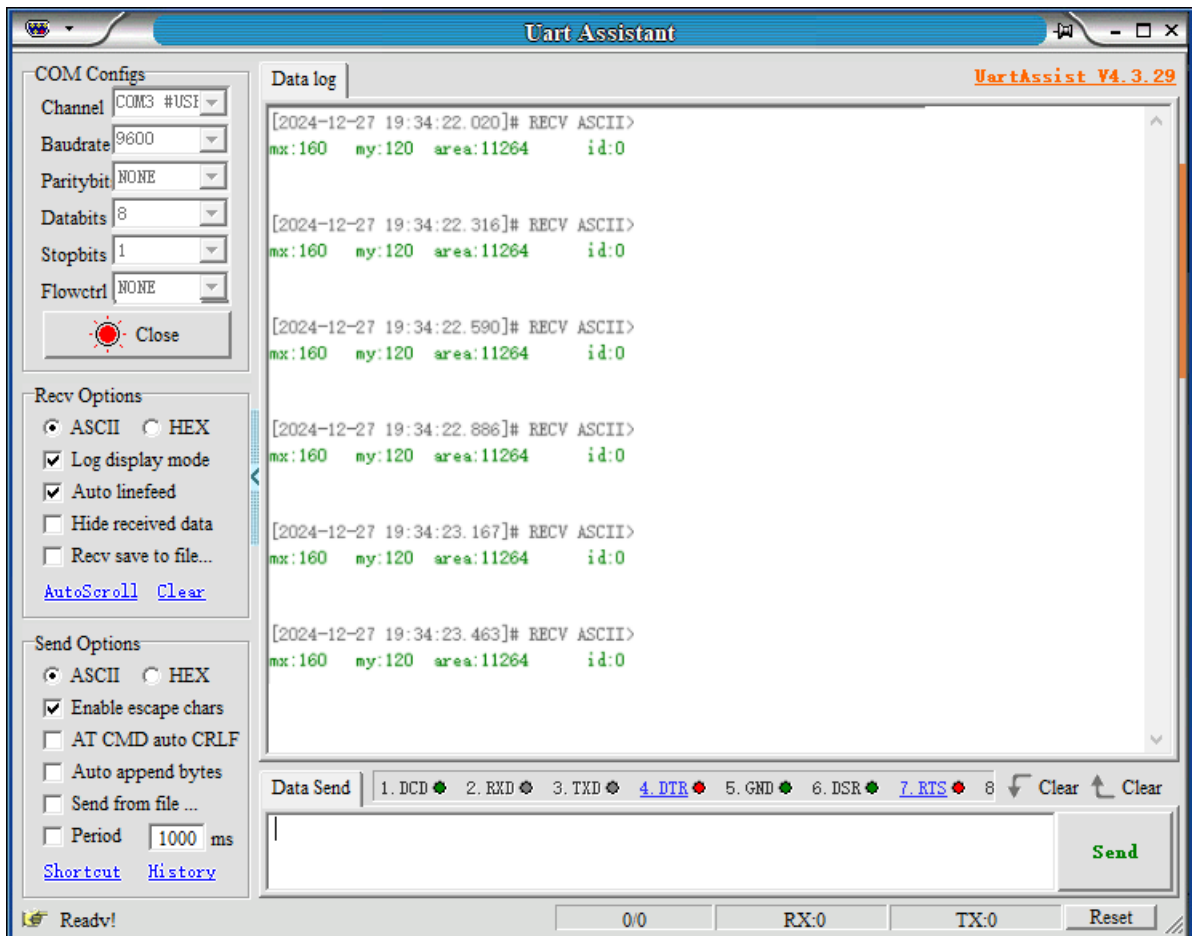 Uart Assistant
COM Configs
Channel COM3 #USI
Baudrate 9600
Paritybit NONE
Databits 8
Stopbits 1
Flowctrl NONE
Close
Recv Options
ASCII HEX
Log display mode
Auto linefeed
Hide received data
Recv save to file...
AutoScroll Clear
Send Options
ASCII HEX
Enable escape chars
AT CMD auto CRLF
Auto append bytes
Send from file ...
Period 1000 ms
Shortcut History
Data log UartAssist V4.3.29
[2024-12-27 19:34:22.020]# RECV ASCII>
mx:160 my:120 area:11264 id:0
[2024-12-27 19:34:22.316]# RECV ASCII>
mx:160 my:120 area:11264 id:0
[2024-12-27 19:34:22.590]# RECV ASCII>
mx:160 my:120 area:11264 id:0
[2024-12-27 19:34:22.886]# RECV ASCII>
mx:160 my:120 area:11264 id:0
[2024-12-27 19:34:23.167]# RECV ASCII>
mx:160 my:120 area:11264 id:0
[2024-12-27 19:34:23.463]# RECV ASCII>
mx:160 my:120 area:11264 id:0
Data Send 1. DCD 2. RXD 3. TXD 4. DTR 5. GND 6. DSR 7. RTS 8 Clear Clear
Send
Ready! 0/0 RX:0 TX:0 Reset